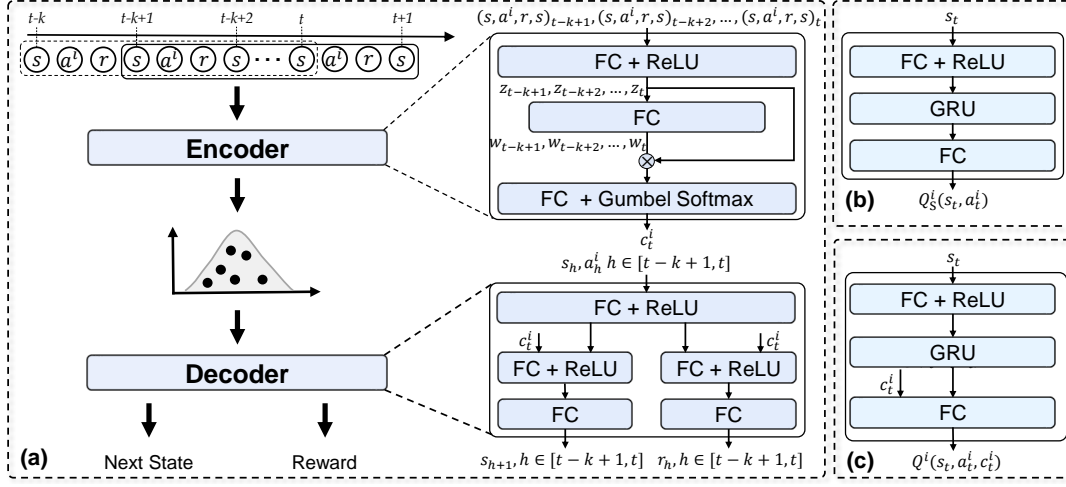 t-k t-k+1 t-k+2 t t+1
s a^i r s a^i r s ··· s a^i r s
Encoder
Decoder
Next State Reward
(a)
(s, a^i, r, s)_{t−k+1}, (s, a^i, r, s)_{t−k+2}, …, (s, a^i, r, s)_t
FC + ReLU
z_{t−k+1}, z_{t−k+2}, …, z_t
FC
w_{t−k+1}, w_{t−k+2}, …, w_t
FC + Gumbel Softmax
c_t^i
s_h, a_h^i h ∈ [t − k + 1, t]
FC + ReLU
c_t^i c_t^i
FC + ReLU FC + ReLU
FC FC
s_{h+1}, h ∈ [t − k + 1, t] r_h, h ∈ [t − k + 1, t]
s_t
FC + ReLU
GRU
FC
(b) Q_S^i(s_t, a_t^i)
s_t
FC + ReLU
GRU
c_t^i
FC
(c) Q^i(s_t, a_t^i, c_t^i)